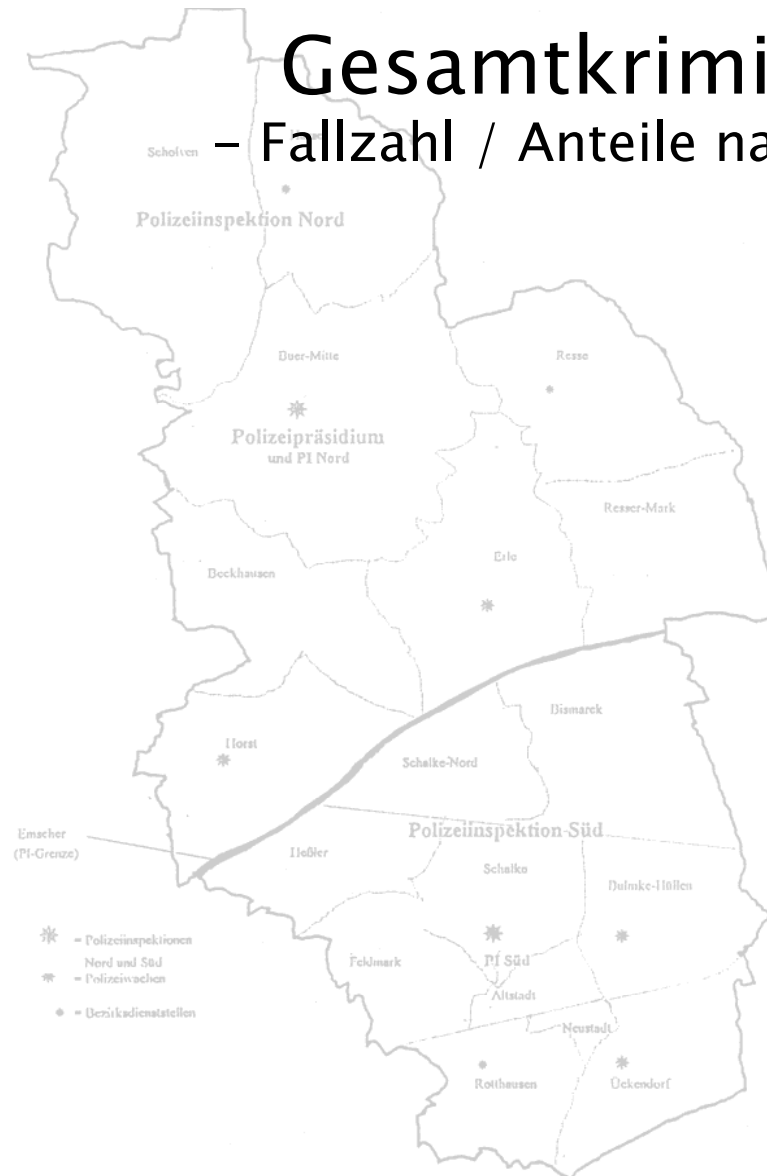 Gesamtkrimi
– Fallzahl / Anteile na
Scholven
Polizeiinspektion Nord
Buer-Mitte
Resse
Polizeipräsidium
und PI Nord
Resser-Mark
Erle
Beckhausen
Bismarck
Horst
Schalke-Nord
Emscher
(PI-Grenze)
Polizeiinspektion Süd
Heßler
Schalke
Bulmke-Hüllen
= Polizeiinspektionen
Nord und Süd
= Polizeiwachen
= Bezirksdienststellen
Feldmark
PI Süd
Altstadt
Neustadt
Rotthausen
Ückendorf